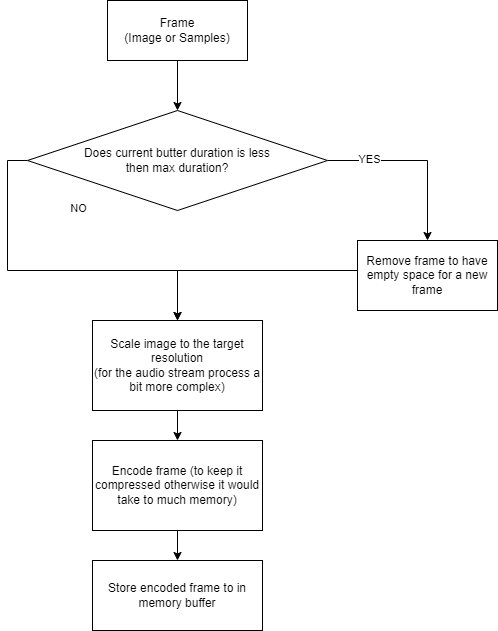 Frame
(Image or Samples)
Does current butter duration is less
then max duration?
YES
NO
Remove frame to have
empty space for a new
frame
Scale image to the target
resolution
(for the audio stream process a
bit more complex)
Encode frame (to keep it
compressed otherwise it would
take to much memory)
Store encoded frame to in
memory buffer